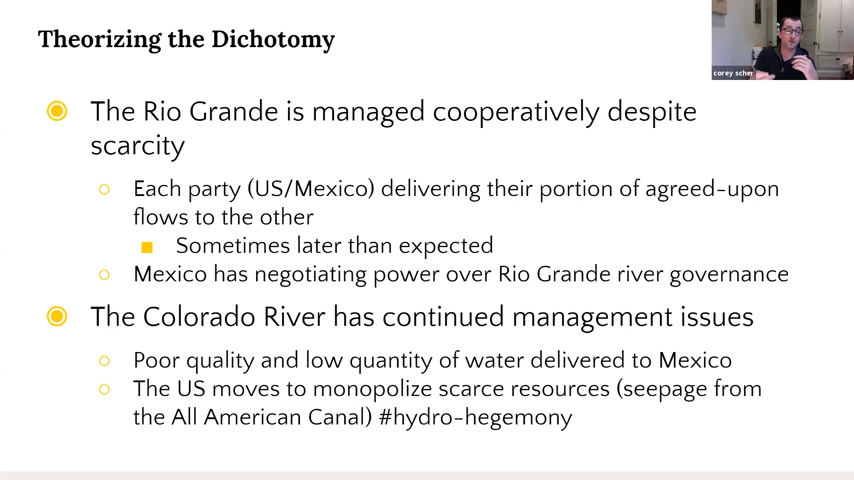 Theorizing the Dichotomy
corey scher
The Rio Grande is managed cooperatively despite
scarcity
Each party (US/Mexico) delivering their portion of agreed-upon
flows to the other
Sometimes later than expected
Mexico has negotiating power over Rio Grande river governance
The Colorado River has continued management issues
Poor quality and low quantity of water delivered to Mexico
The US moves to monopolize scarce resources (seepage from
the All American Canal) #hydro-hegemony